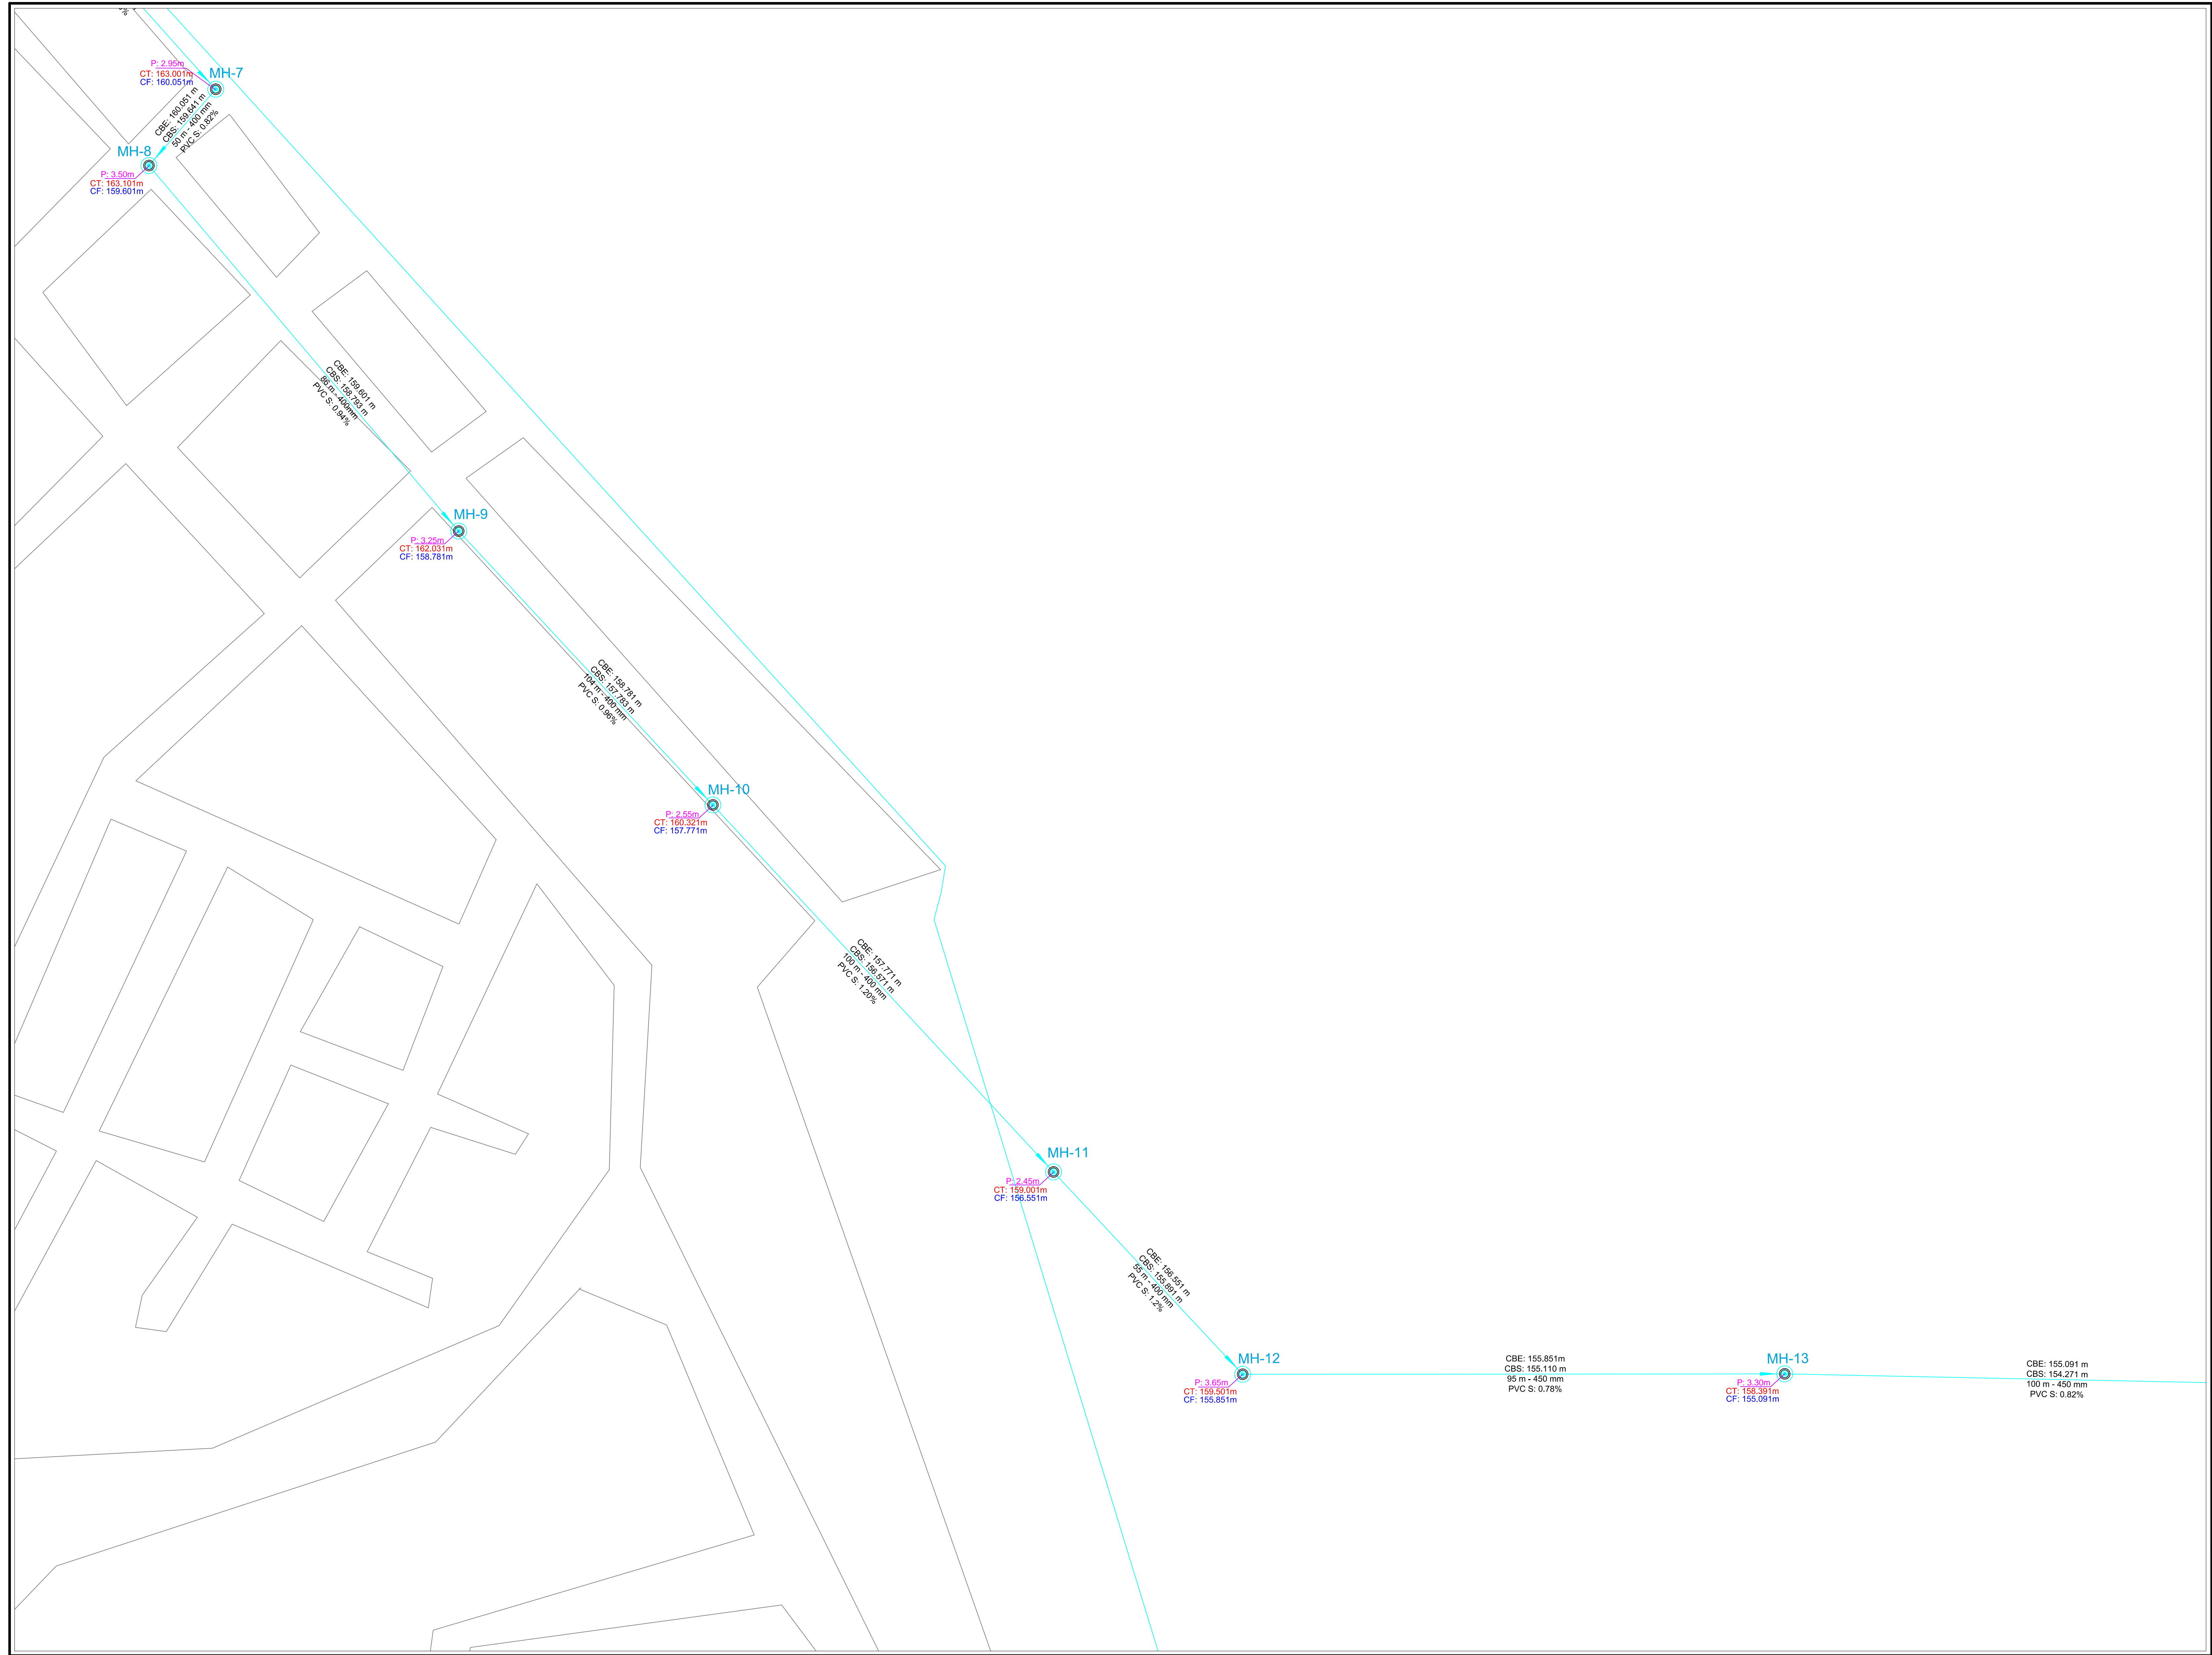 %
P: 2.95m
CT: 163.001m
CF: 160.051m
MH-7
CBE: 160.051 m
CBS: 159.641 m
50 m - 400 mm
PVC S: 0.82%
MH-8
P: 3.50m
CT: 163.101m
CF: 159.601m
CBE: 159.601 m
CBS: 158.793 m
86 m - 400mm
PVC S: 0.94%
MH-9
P: 3.25m
CT: 162.031m
CF: 158.781m
CBE: 158.781 m
CBS: 157.783 m
104 m - 400 mm
PVC S: 0.96%
MH-10
P: 2.55m
CT: 160.321m
CF: 157.771m
CBE: 157.771 m
CBS: 156.571 m
100 m - 400 mm
PVC S: 1.20%
MH-11
P: 2.45m
CT: 159.001m
CF: 156.551m
CBE: 156.551 m
CBS: 155.891 m
55 m - 400 mm
PVC S: 1.2%
MH-12
P: 3.65m
CT: 159.501m
CF: 155.851m
CBE: 155.851m
CBS: 155.110 m
95 m - 450 mm
PVC S: 0.78%
MH-13
P: 3.30m
CT: 158.391m
CF: 155.091m
CBE: 155.091 m
CBS: 154.271 m
100 m - 450 mm
PVC S: 0.82%